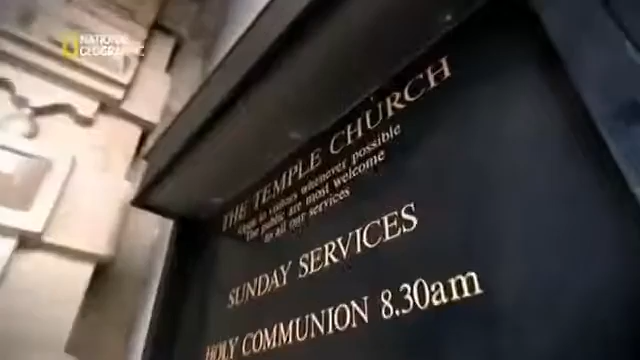 NATIONAL
GEOGRAPHIC
THE TEMPLE CHURCH
Open to visitors whenever possible
The public are most welcome
to all our services
SUNDAY SERVICES
HOLY COMMUNION 8.30am